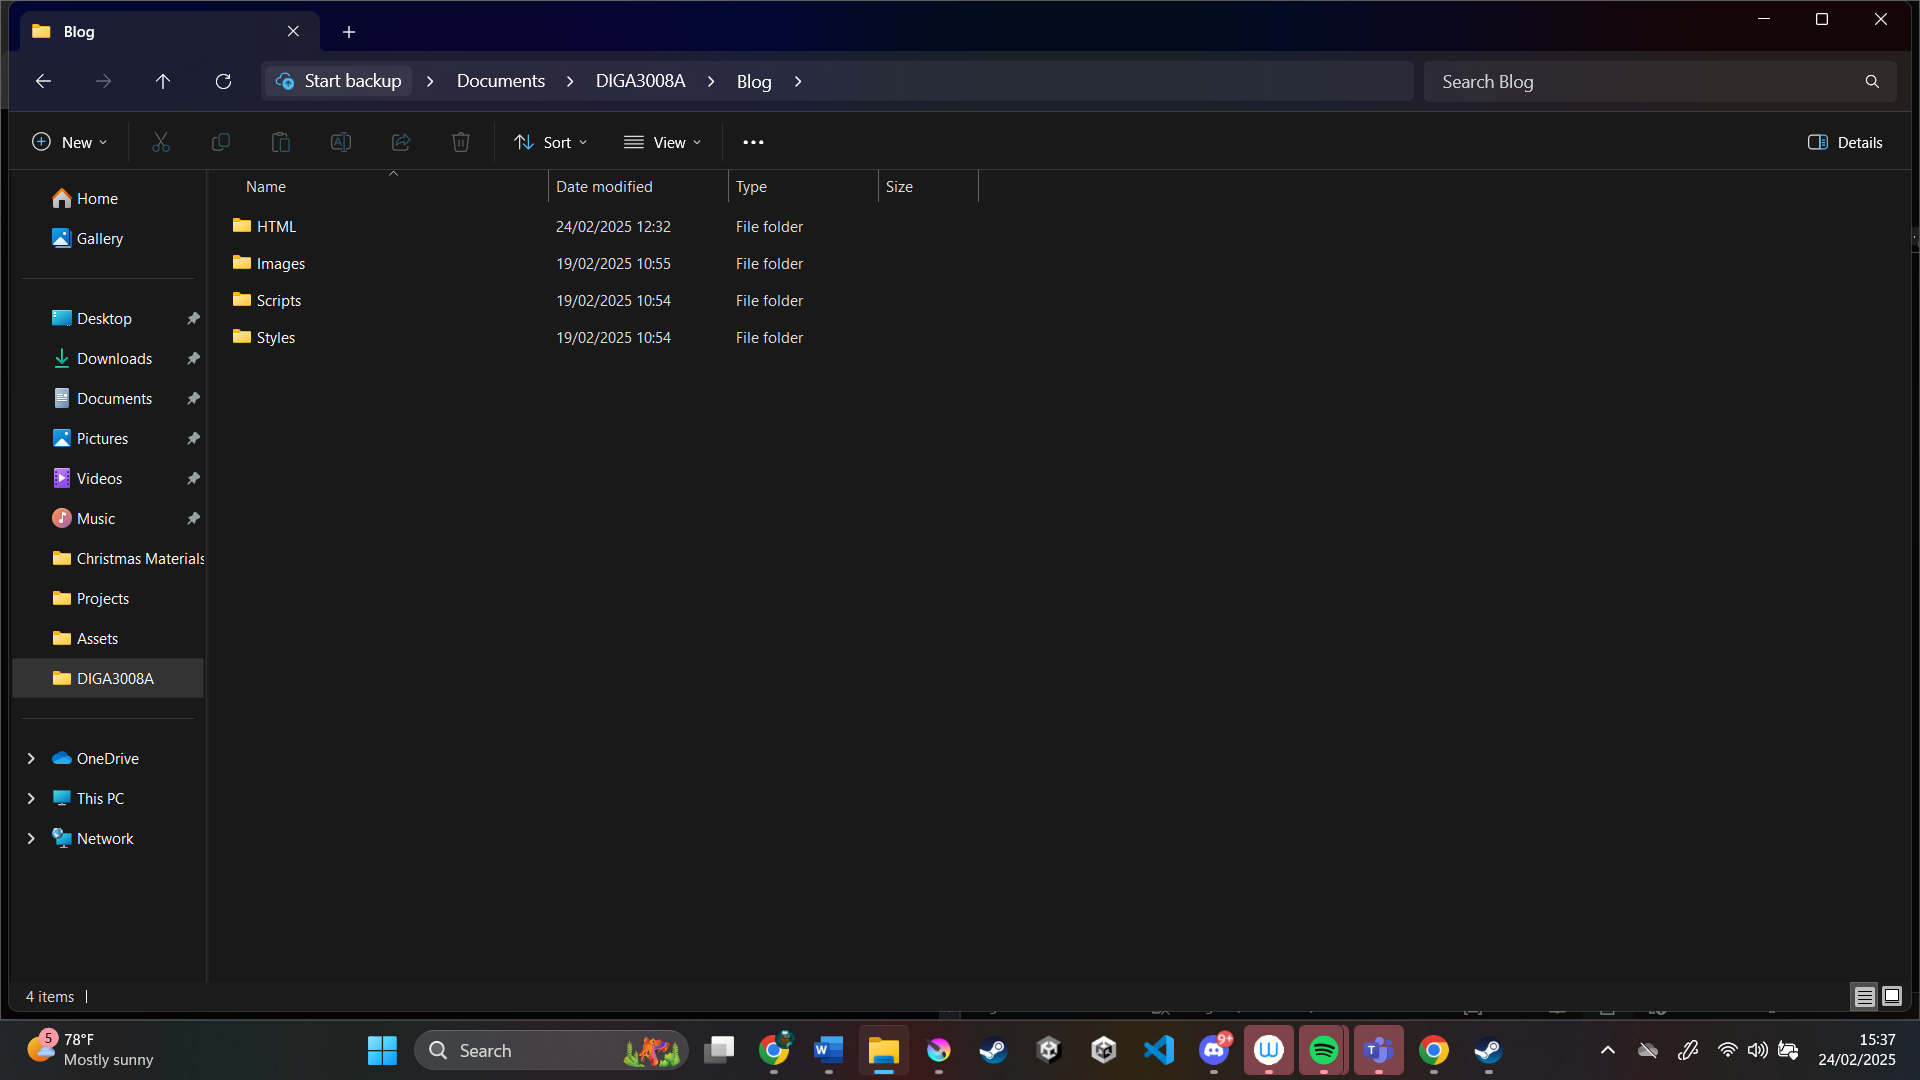 Blog
Start backup > Documents > DIGA3008A > Blog >
Search Blog
New
Sort
View
Details
Name Date modified Type Size
HTML 24/02/2025 12:32 File folder
Images 19/02/2025 10:55 File folder
Scripts 19/02/2025 10:54 File folder
Styles 19/02/2025 10:54 File folder
Home
Gallery
Desktop
Downloads
Documents
Pictures
Videos
Music
Christmas Materials
Projects
Assets
DIGA3008A
OneDrive
This PC
Network
4 items
5
78°F
Mostly sunny
Search
9+
15:37
24/02/2025